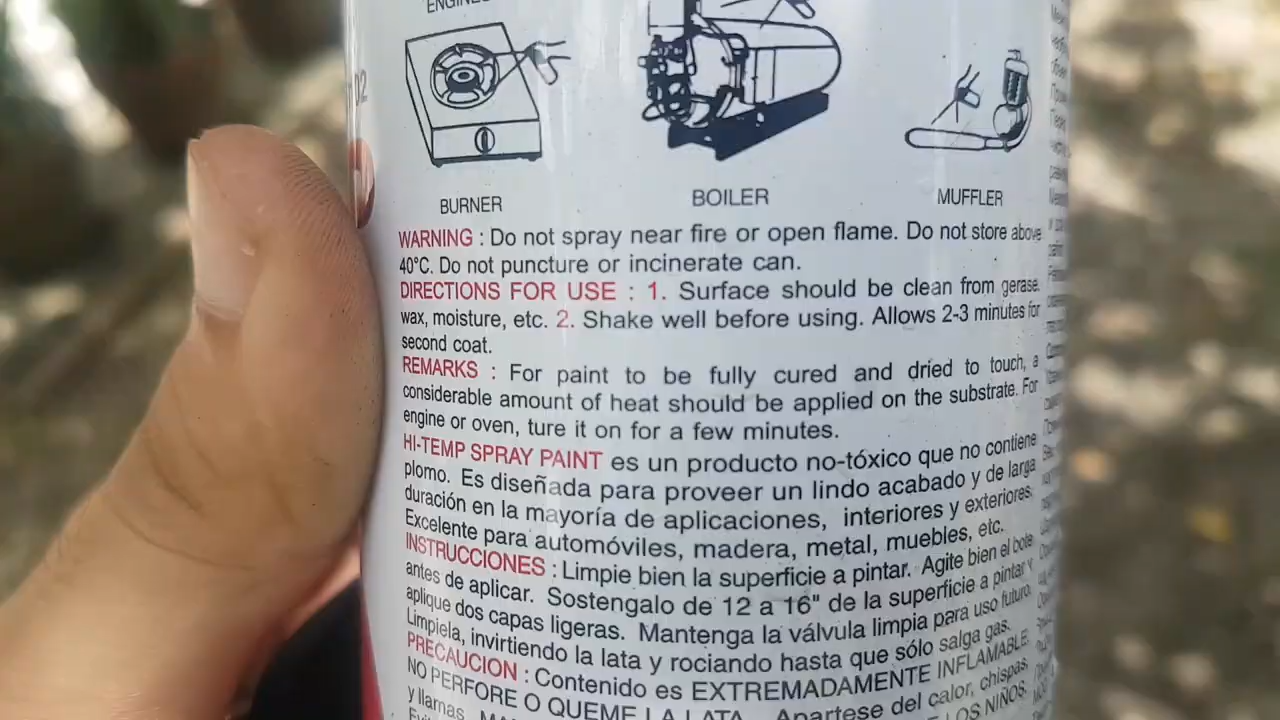 BURNER
BOILER
MUFFLER
WARNING : Do not spray near fire or open flame. Do not store above
40°C. Do not puncture or incinerate can.
DIRECTIONS FOR USE : 1. Surface should be clean from gerase.
wax, moisture, etc. 2. Shake well before using. Allows 2-3 minutes for
second coat.
REMARKS : For paint to be fully cured and dried to touch, a
considerable amount of heat should be applied on the substrate. For
engine or oven, ture it on for a few minutes.
HI-TEMP SPRAY PAINT es un producto no-tóxico que no contiene
plomo. Es diseñada para proveer un lindo acabado y de larga
duración en la mayoría de aplicaciones, interiores y exteriores.
Excelente para automóviles, madera, metal, muebles, etc.
INSTRUCCIONES : Limpie bien la superficie a pintar. Agite bien el bote
antes de aplicar. Sostengalo de 12 a 16" de la superficie a pintar y
aplique dos capas ligeras. Mantenga la válvula limpia para uso futuro.
Limpiela, invirtiendo la lata y rociando hasta que sólo salga gas.
PRECAUCION : Contenido es EXTREMADAMENTE INFLAMABLE.
NO PERFORE O QUEME LA LATA. Apartese del calor, chispas,
y llamas. LOS NIÑOS.